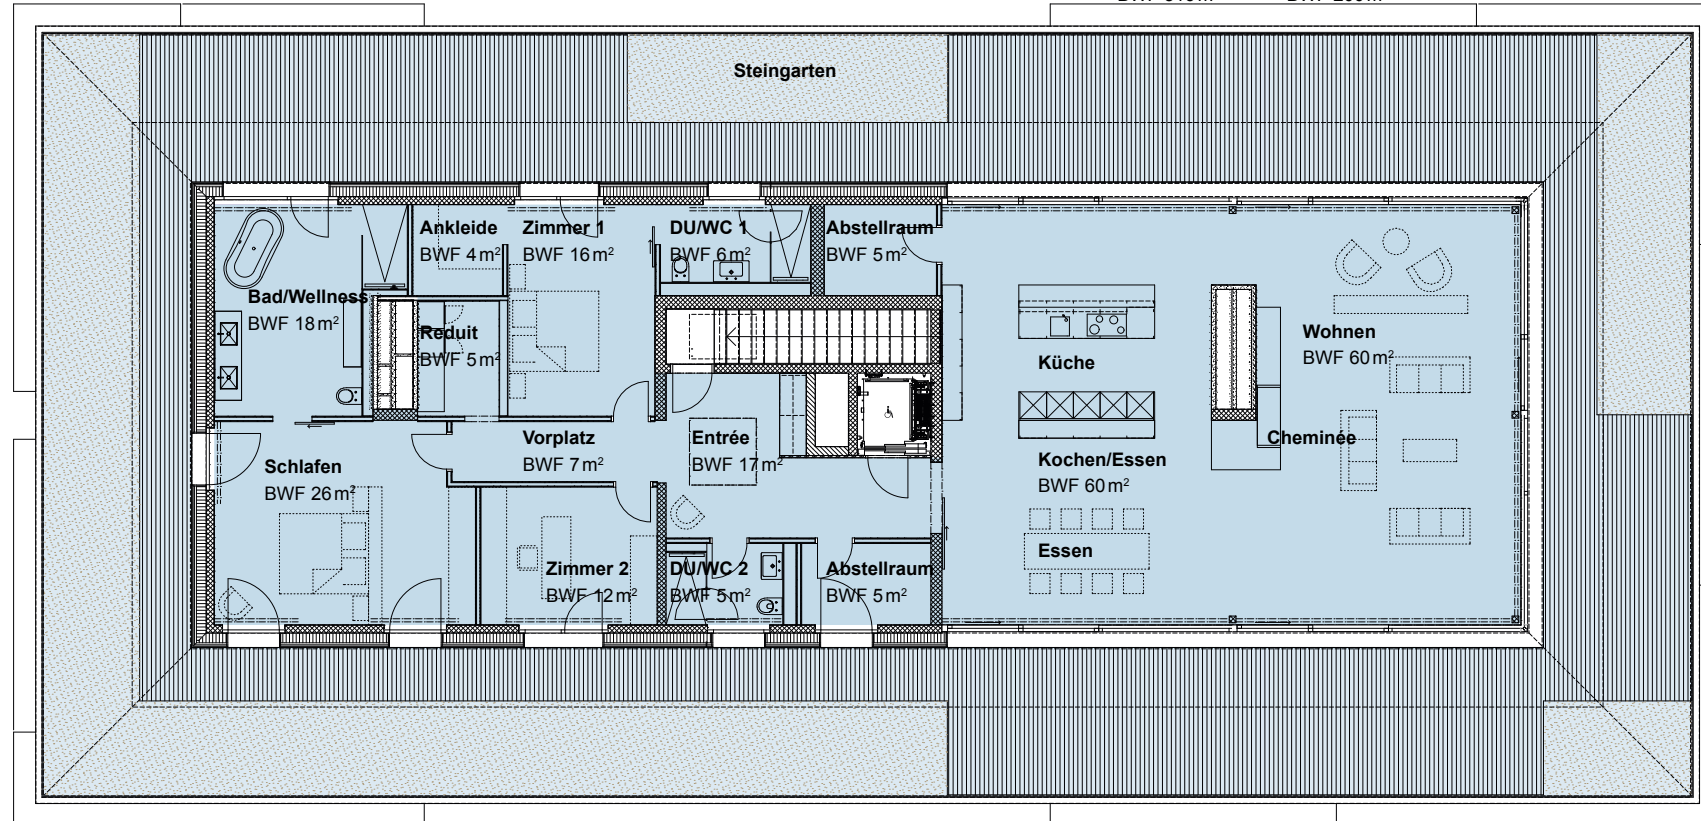 Steingarten
Ankleide
BWF 4 m²
Zimmer 1
BWF 16 m²
DU/WC 1
BWF 6 m²
Abstellraum
BWF 5 m²
Bad/Wellness
BWF 18 m²
Reduit
BWF 5 m²
Küche
Wohnen
BWF 60 m²
Vorplatz
BWF 7 m²
Entrée
BWF 17 m²
Cheminée
Schlafen
BWF 26 m²
Kochen/Essen
BWF 60 m²
Essen
Zimmer 2
BWF 12 m²
DU/WC 2
BWF 5 m²
Abstellraum
BWF 5 m²